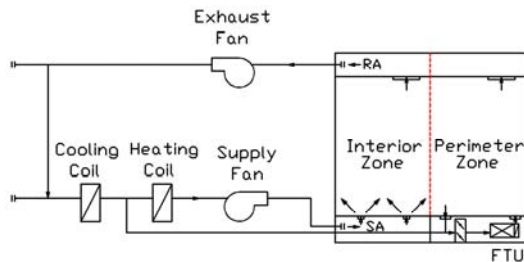 Exhaust
Fan
RA
Cooling
Coil
Heating
Coil
Supply
Fan
Interior
Zone
Perimeter
Zone
SA
FTU